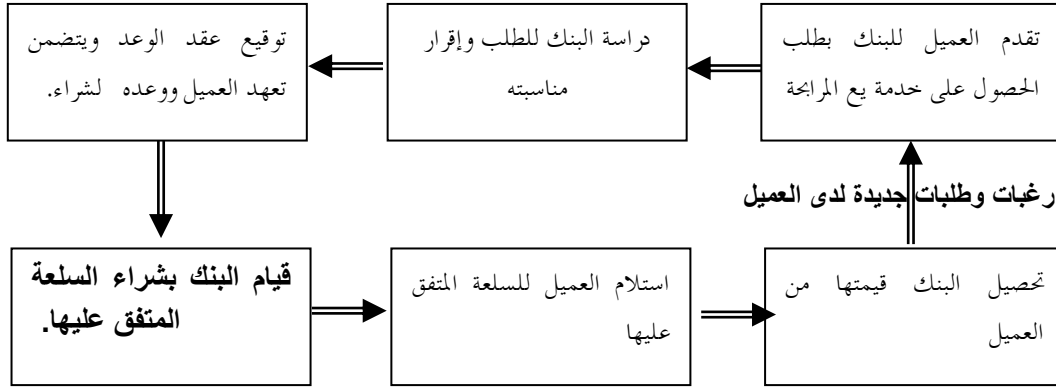 تقدم العميل للبنك بطلب
الحصول على خدمة يع المرابحة
دراسة البنك للطلب وإقرار
مناسبته
توقيع عقد الوعد ويتضمن
تعهد العميل ووعده لشراء.
رغبات وطلبات جديدة لدى العميل
قيام البنك بشراء السلعة
المتفق عليها.
استلام العميل للسلعة المتفق
عليها
تحصيل البنك قيمتها من
العميل